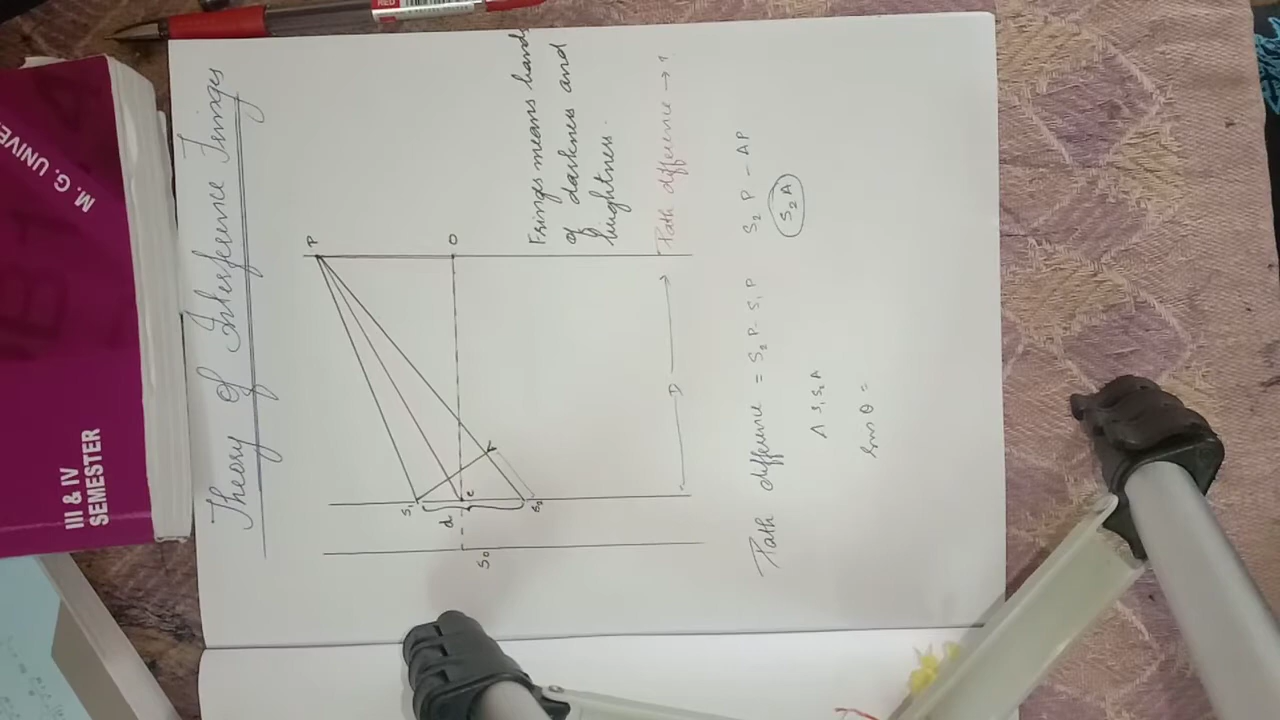 Theory Of Interference Fringes
P
O
S₁
d
C
S₂
S₀
D
Fringes means bands
of darkness and
brightness.
Path difference →
Path difference = S₂P - S₁P
S₂P - AP
S₂A
Δ S₁S₂A
Sin θ =
M. G. UNIVE
III & IV
SEMESTER
RED